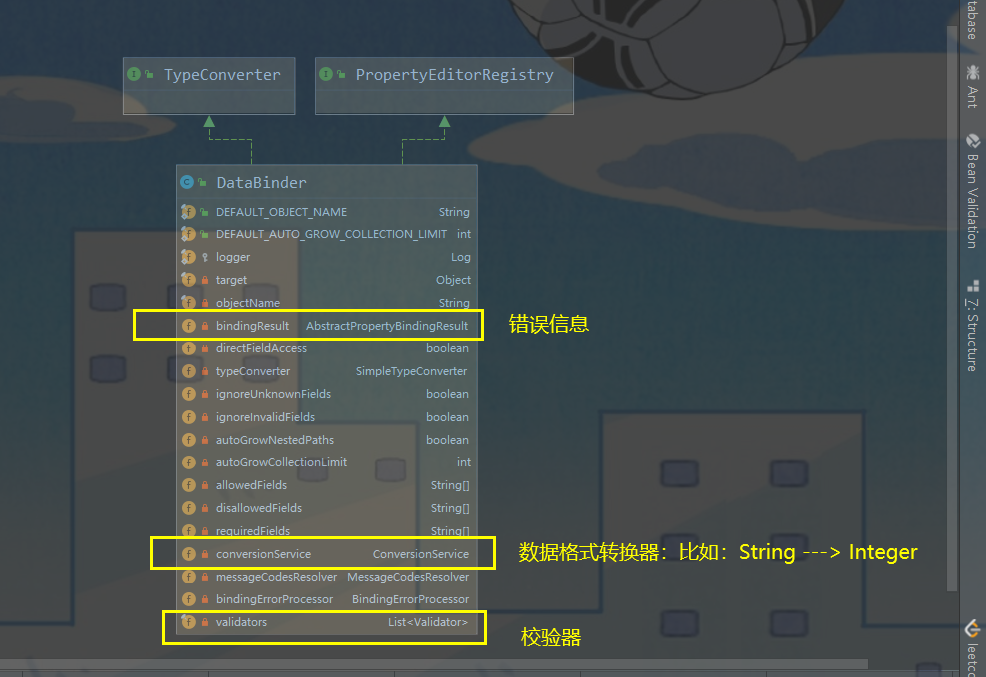 TypeConverter
PropertyEditorRegistry
DataBinder
DEFAULT_OBJECT_NAME String
DEFAULT_AUTO_GROW_COLLECTION_LIMIT int
logger Log
target Object
objectName String
bindingResult AbstractPropertyBindingResult
错误信息
directFieldAccess boolean
typeConverter SimpleTypeConverter
ignoreUnknownFields boolean
ignoreInvalidFields boolean
autoGrowNestedPaths boolean
autoGrowCollectionLimit int
allowedFields String[]
disallowedFields String[]
requiredFields String[]
conversionService ConversionService
数据格式转换器：比如：String ---> Integer
messageCodesResolver MessageCodesResolver
bindingErrorProcessor BindingErrorProcessor
validators List<Validator>
校验器
tabase
Ant
Bean Validation
7: Structure
leetco